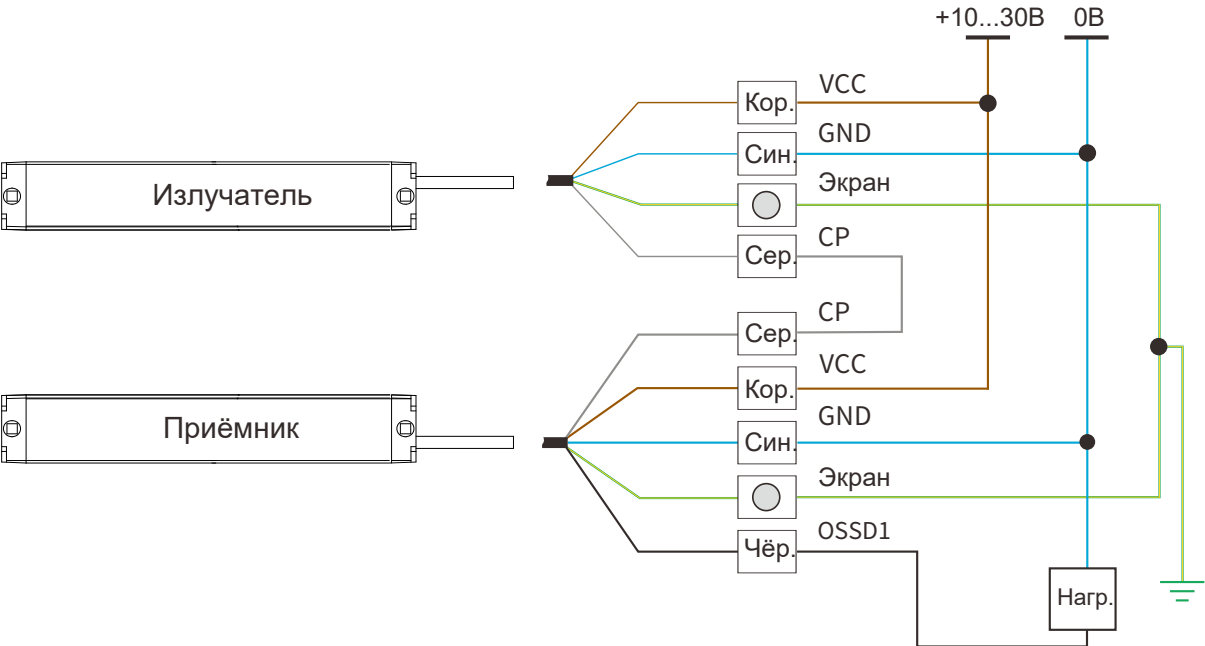 +10...30В 0В
VCC
Кор.
GND
Син.
Экран
Излучатель
CP
Сер.
CP
Сер.
VCC
Кор.
GND
Приёмник
Син.
Экран
OSSD1
Чёр.
Нагр.